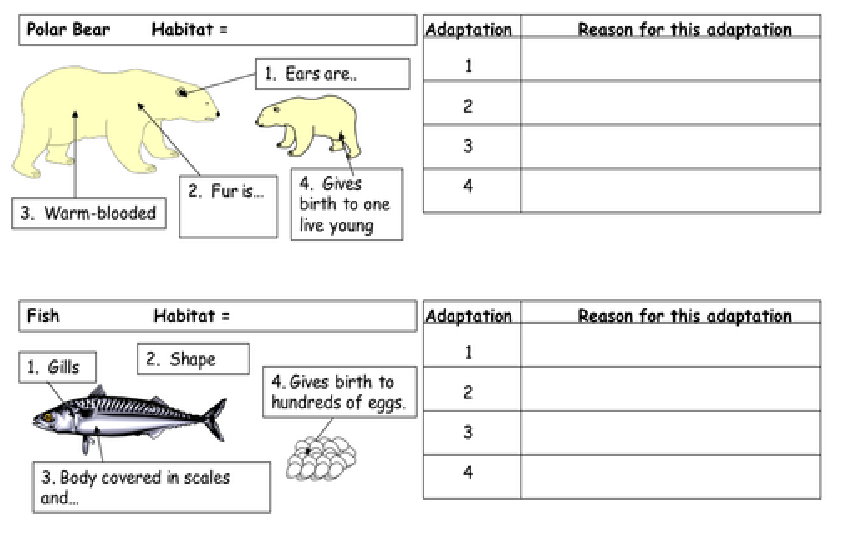 Polar Bear Habitat =
1. Ears are..
2. Fur is...
3. Warm-blooded
4. Gives
birth to one
live young
Adaptation Reason for this adaptation
1
2
3
4
Fish Habitat =
1. Gills
2. Shape
4. Gives birth to
hundreds of eggs.
3. Body covered in scales
and...
Adaptation Reason for this adaptation
1
2
3
4